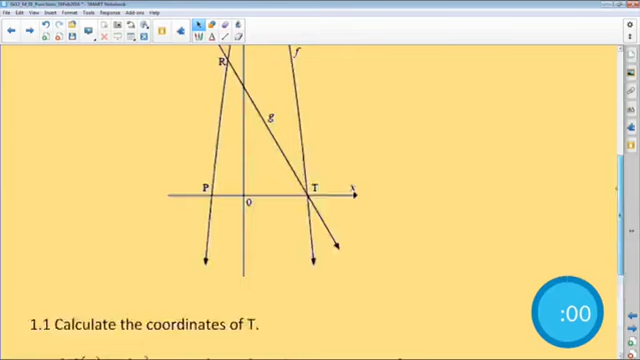 File Edit View Insert Format Tools Add-ons Response Help
f
R
g
P
T
x
0
:00
1.1 Calculate the coordinates of T.